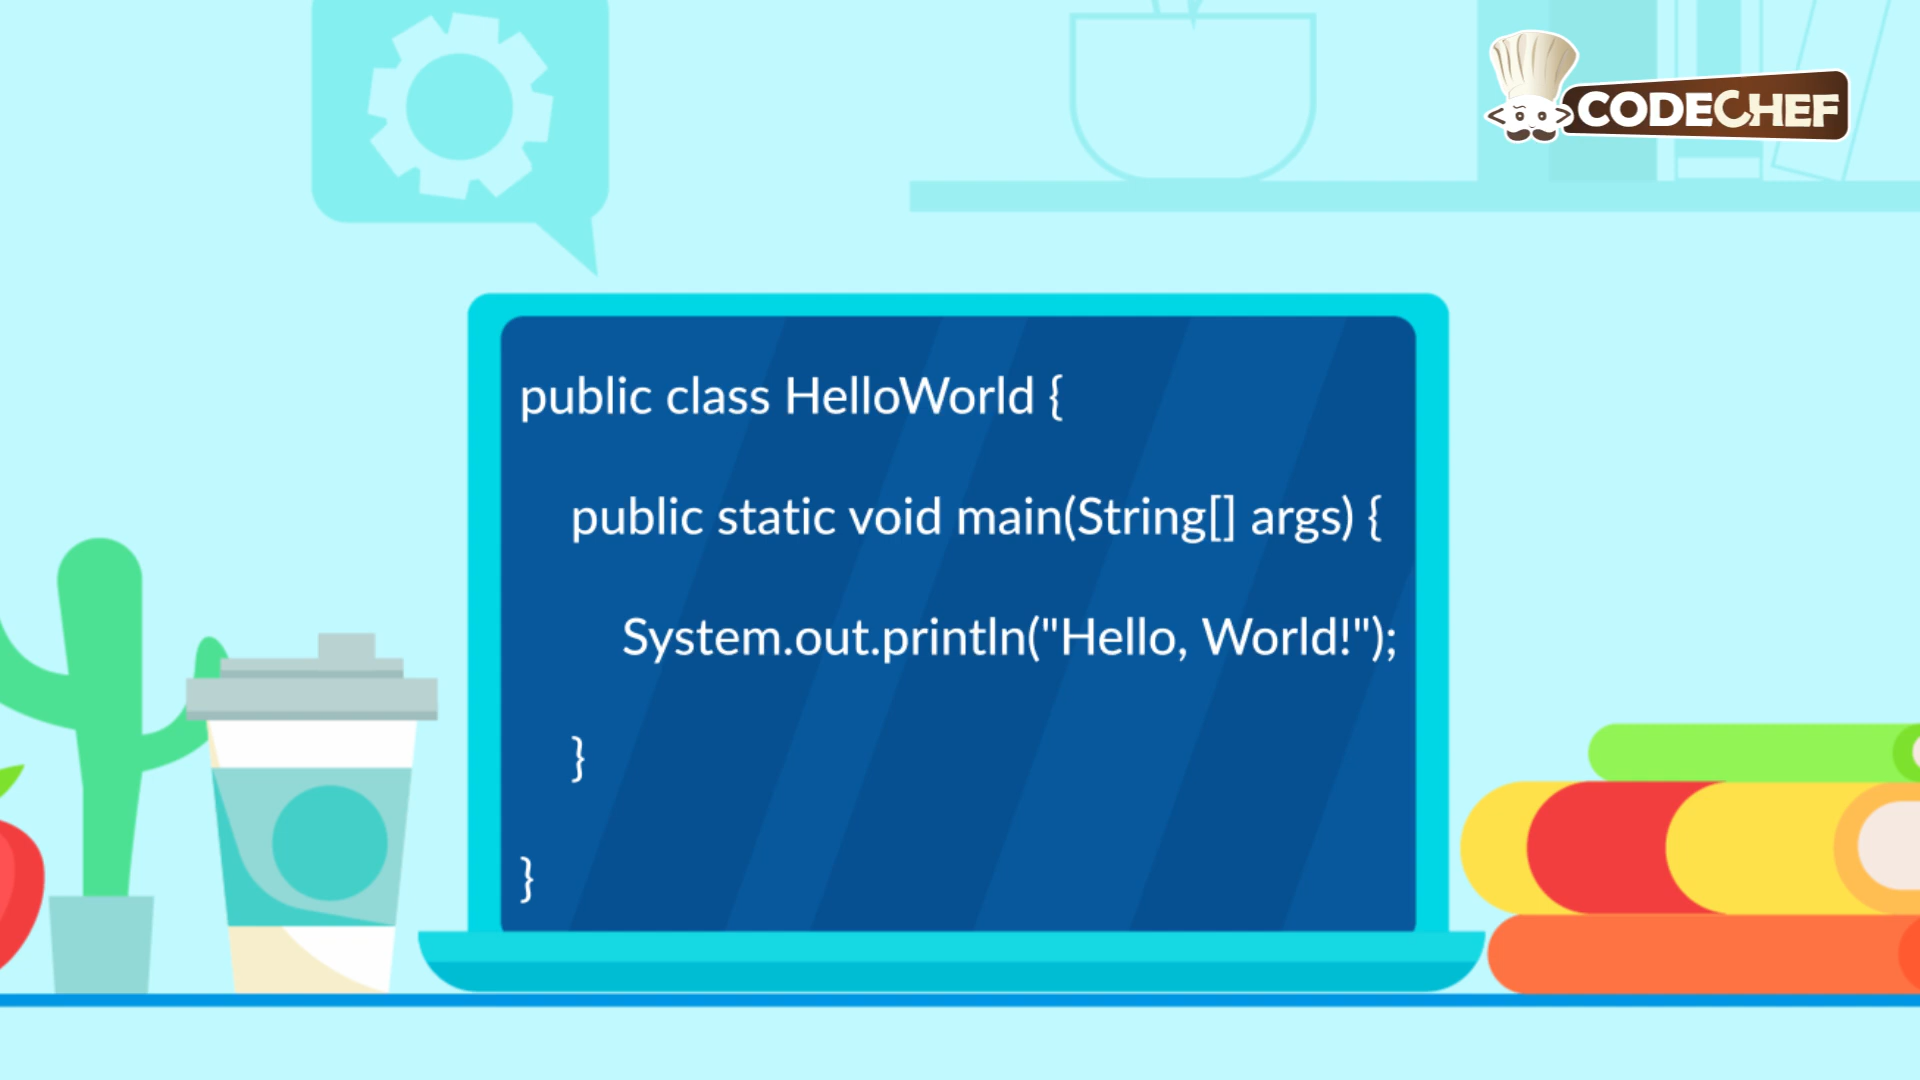 CODECHEF
public class HelloWorld {
public static void main(String[] args) {
System.out.println("Hello, World!");
}
}